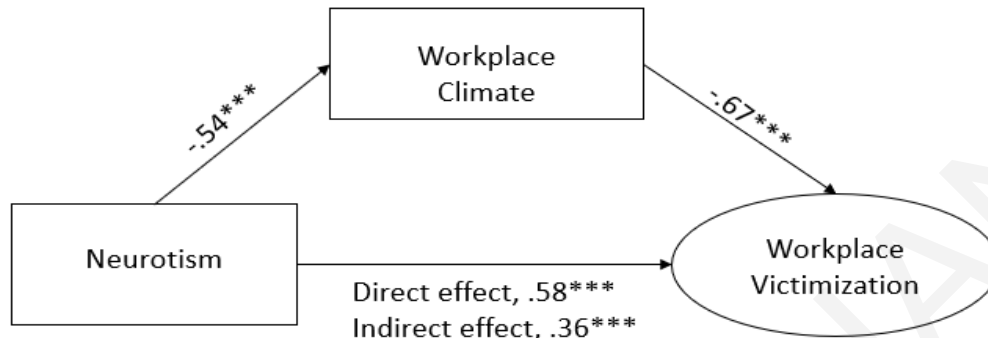 Workplace
Climate
-.54***
-.67***
Neurotism
Workplace
Victimization
Direct effect, .58***
Indirect effect, .36***